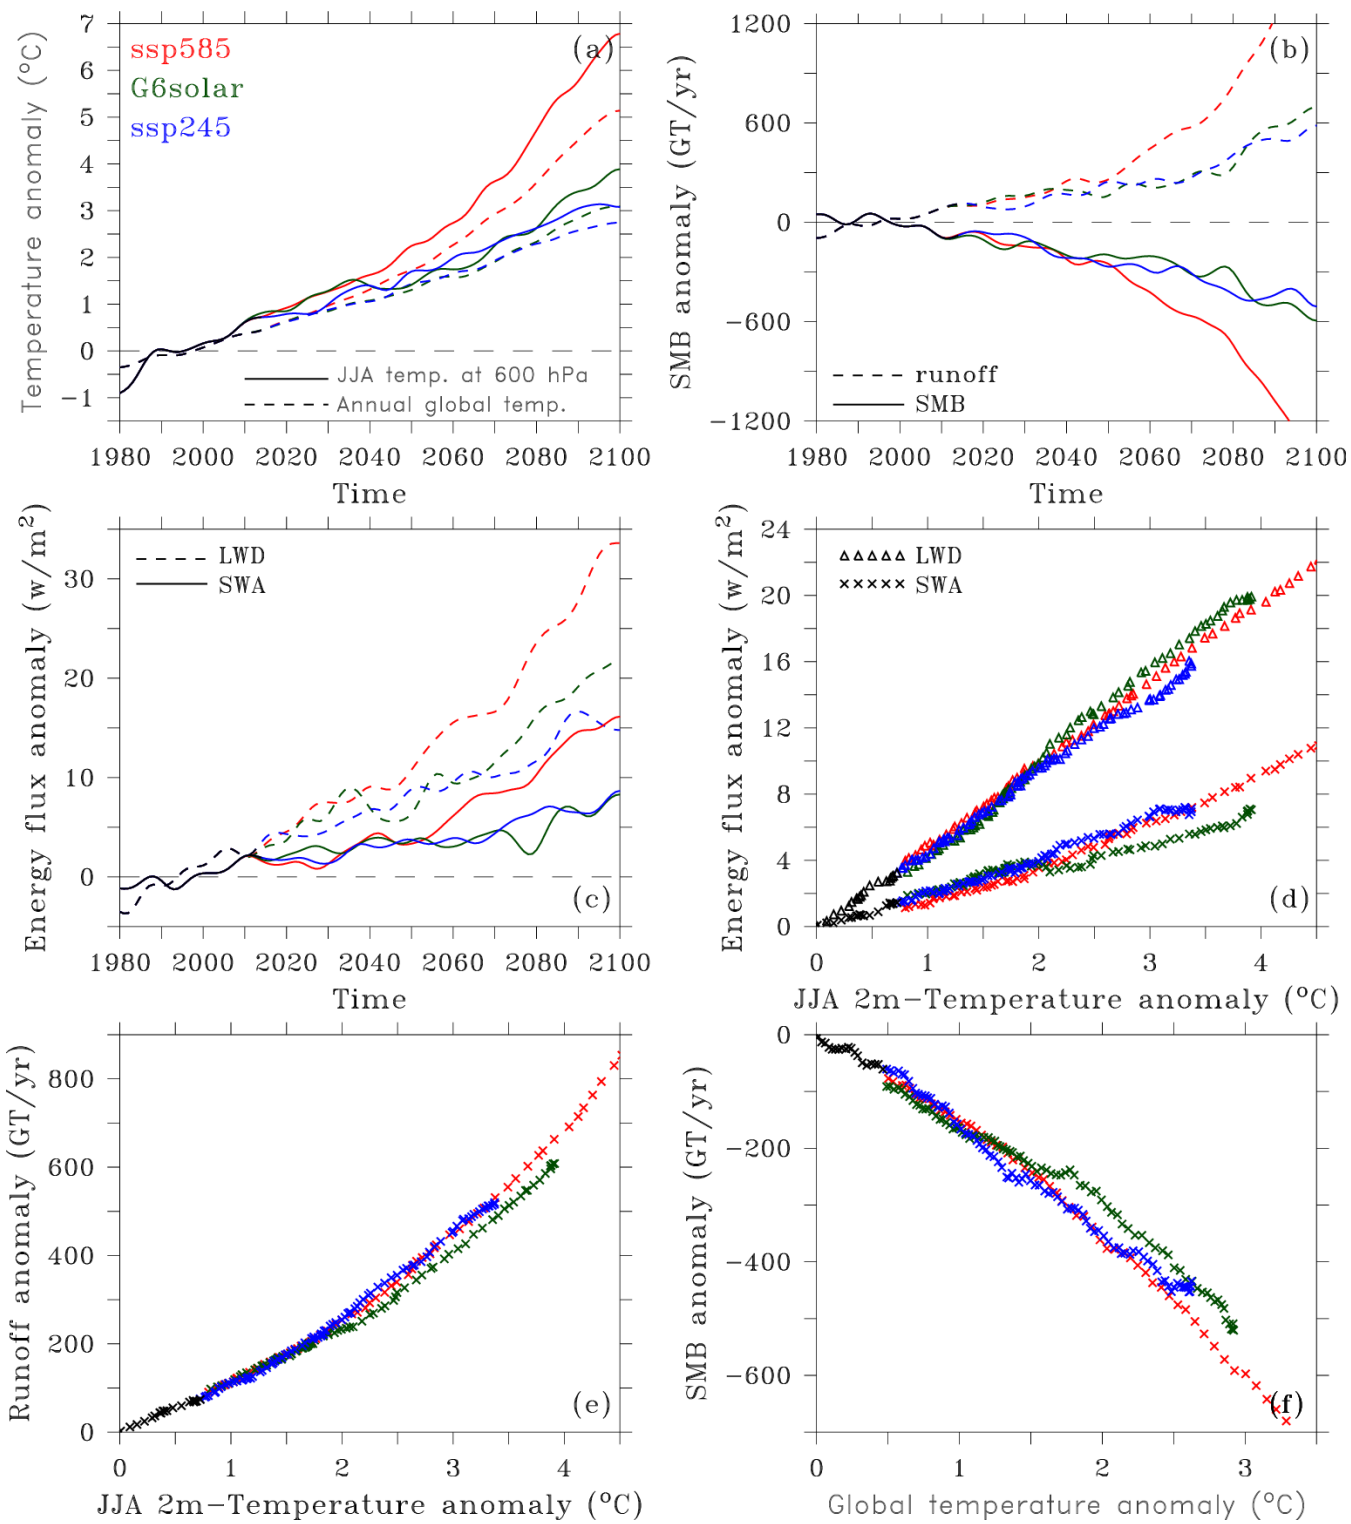 Temperature anomaly (°C)
7
6
5
4
3
2
1
0
−1
ssp585
G6solar
ssp245
(a)
JJA temp. at 600 hPa
Annual global temp.
1980 2000 2020 2040 2060 2080 2100
Time
SMB anomaly (GT/yr)
1200
600
0
−600
−1200
(b)
runoff
SMB
1980 2000 2020 2040 2060 2080 2100
Time
Energy flux anomaly (w/m²)
30
20
10
0
LWD
SWA
(c)
1980 2000 2020 2040 2060 2080 2100
Time
Energy flux anomaly (w/m²)
24
20
16
12
8
4
0
LWD
SWA
(d)
0 1 2 3 4
JJA 2m−Temperature anomaly (°C)
Runoff anomaly (GT/yr)
800
600
400
200
0
(e)
0 1 2 3 4
JJA 2m−Temperature anomaly (°C)
SMB anomaly (GT/yr)
0
−200
−400
−600
(f)
0 1 2 3
Global temperature anomaly (°C)